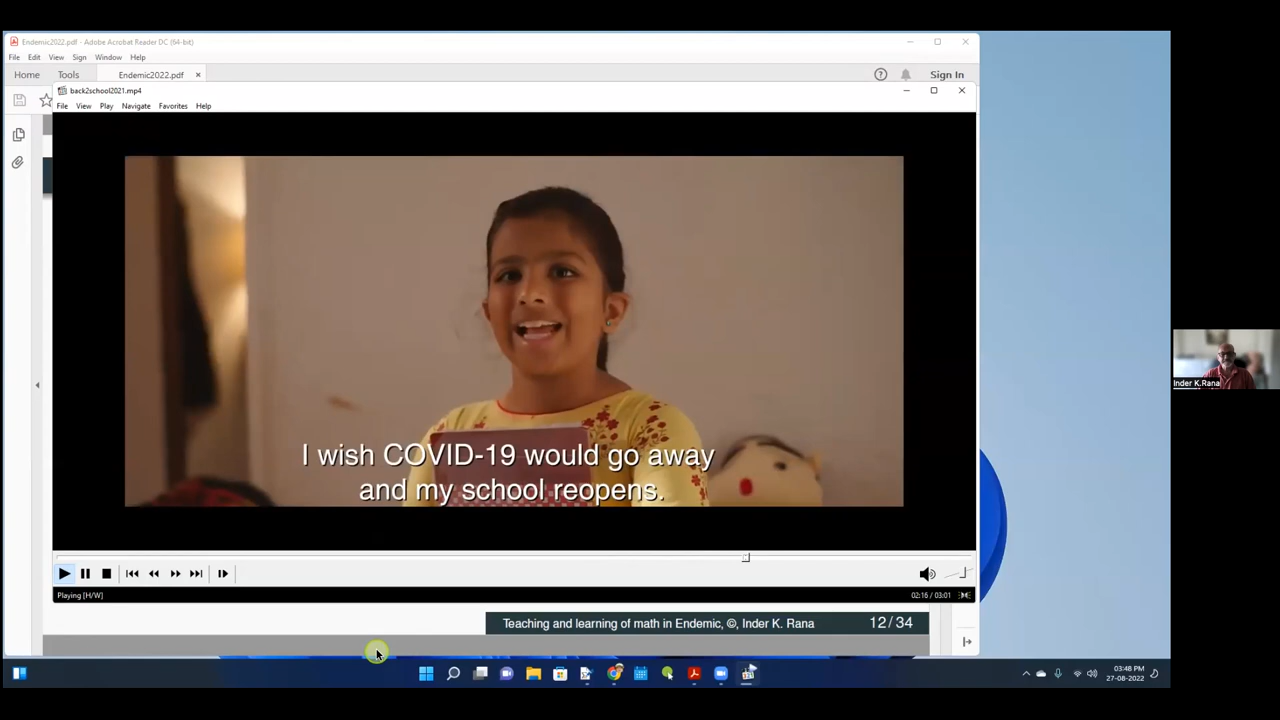 Endemic2022.pdf - Adobe Acrobat Reader DC (64-bit)
File Edit View Sign Window Help
Home Tools Endemic2022.pdf × Sign In
back2school2021.mp4
File View Play Navigate Favorites Help
I wish COVID-19 would go away
and my school reopens.
Inder K.Rana
Playing [H/W] 02:16 / 03:01
Teaching and learning of math in Endemic, ©, Inder K. Rana 12/34
03:48 PM
27-08-2022